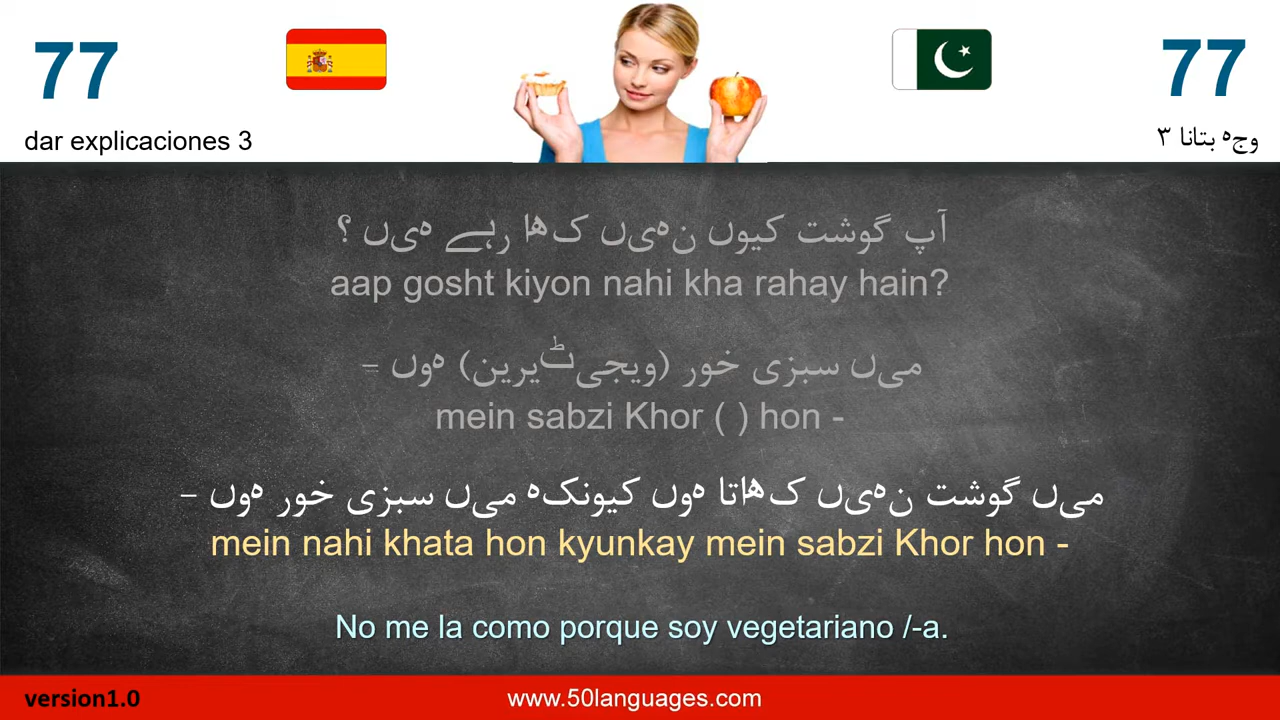 77
77
dar explicaciones 3
وجہ بتانا ۳
آپ گوشت کیوں نہیں کھا رہے ہیں ؟
aap gosht kiyon nahi kha rahay hain?
میں سبزی خور (ویجیٹیرین) ہوں –
mein sabzi Khor ( ) hon -
میں گوشت نہیں کھاتا ہوں کیونکہ میں سبزی خور ہوں –
mein nahi khata hon kyunkay mein sabzi Khor hon -
No me la como porque soy vegetariano /-a.
version1.0
www.50languages.com